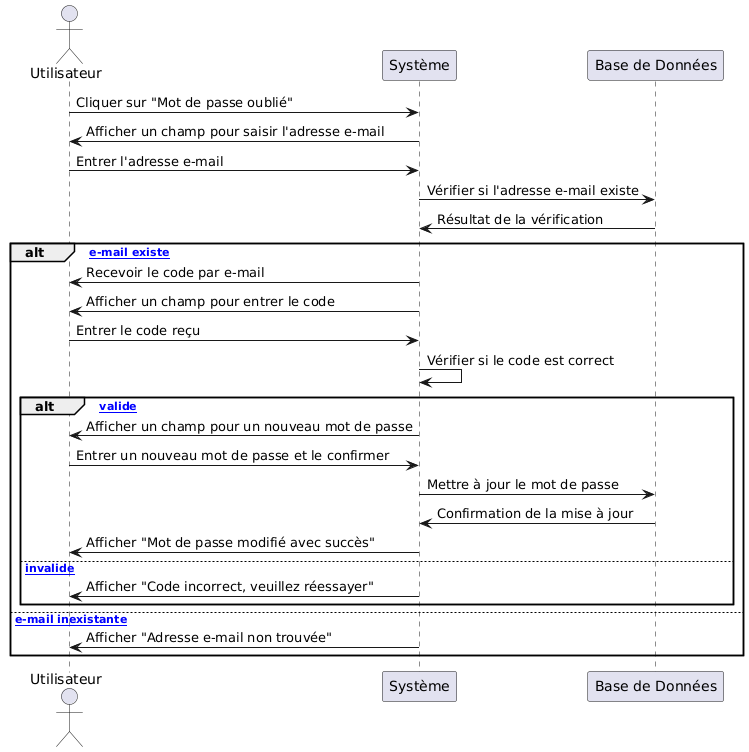 Utilisateur
Système
Base de Données
Cliquer sur "Mot de passe oublié"
Afficher un champ pour saisir l'adresse e-mail
Entrer l'adresse e-mail
Vérifier si l'adresse e-mail existe
Résultat de la vérification
alt
e-mail existe
Recevoir le code par e-mail
Afficher un champ pour entrer le code
Entrer le code reçu
Vérifier si le code est correct
alt
valide
Afficher un champ pour un nouveau mot de passe
Entrer un nouveau mot de passe et le confirmer
Mettre à jour le mot de passe
Confirmation de la mise à jour
Afficher "Mot de passe modifié avec succès"
invalide
Afficher "Code incorrect, veuillez réessayer"
e-mail inexistante
Afficher "Adresse e-mail non trouvée"
Utilisateur
Système
Base de Données